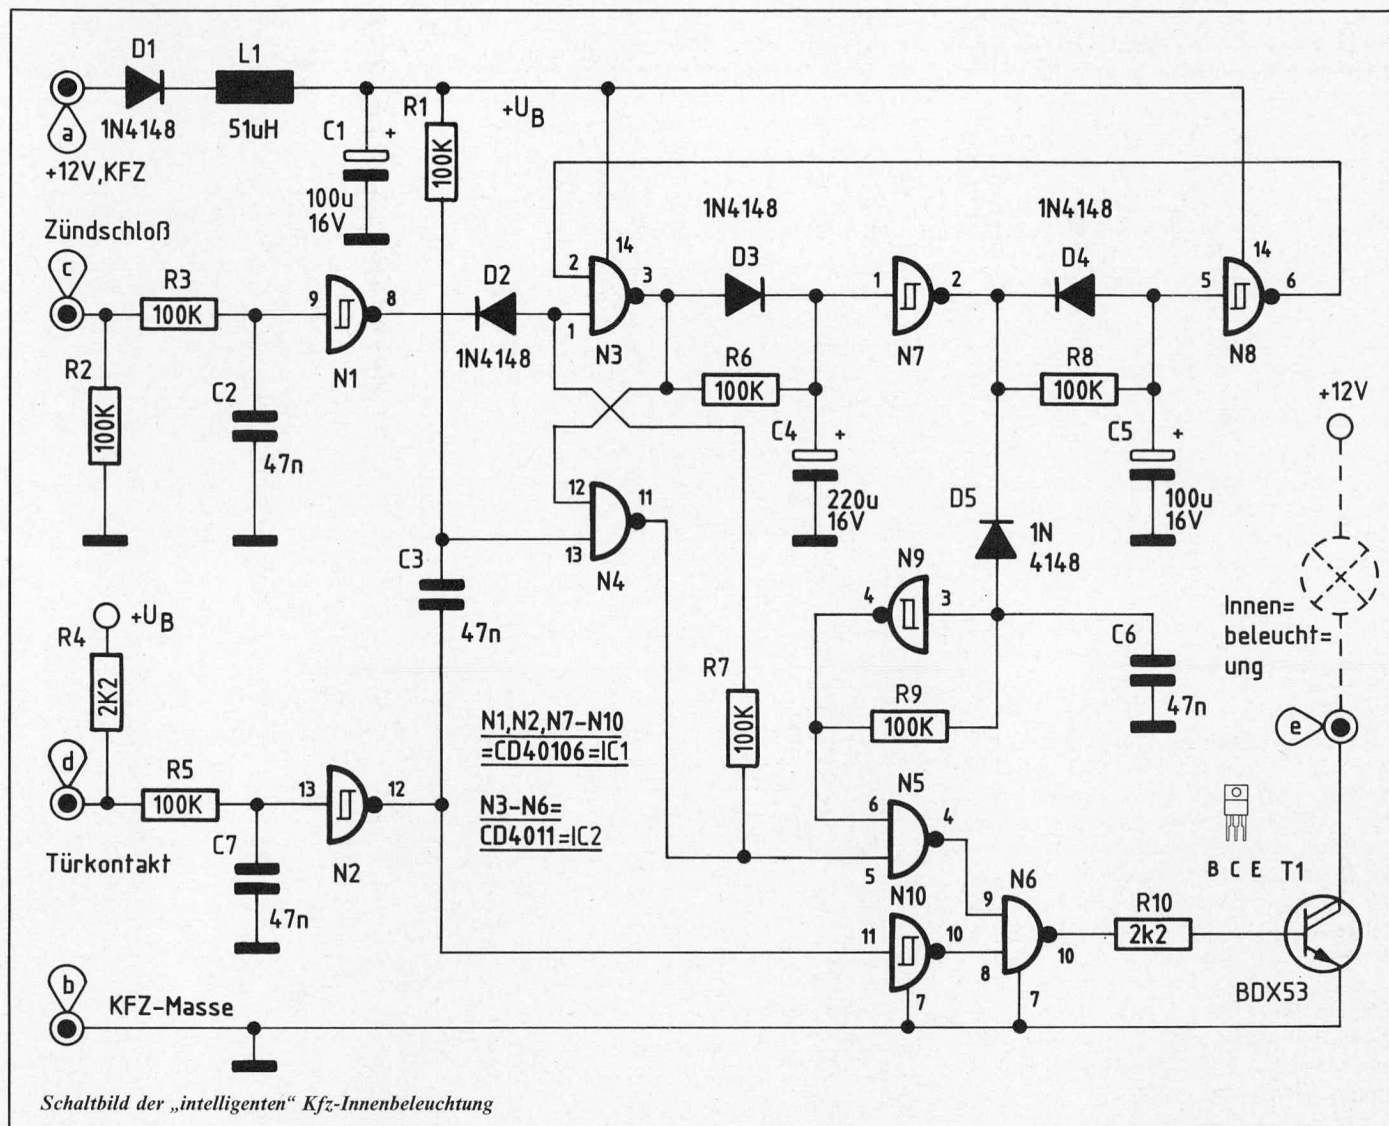 D1
L1
1N4148
51uH
a
+12V,KFZ
C1
+
100u
16V
R1
100K
+UB
Zündschloß
c
R3
100K
R2
100K
C2
47n
9
8
N1
D2
1N4148
14
2
1
3
N3
1N4148
D3
R6
100K
C4
+
220u
16V
1
2
N7
1N4148
D4
R8
100K
C5
+
100u
16V
14
5
6
N8
+12V
Innen=
beleucht=
ung
e
12
13
11
N4
C3
47n
D5
1N
4148
N9
4
3
C6
47n
R9
100K
R7
100K
+UB
R4
2K2
d
R5
100K
Türkontakt
C7
47n
13
12
N2
N1,N2,N7–N10
=CD40106=IC1
N3–N6=
CD4011=IC2
N5
6
5
4
N10
11
10
7
N6
9
8
10
7
R10
2k2
B C E
T1
BDX53
b
KFZ-Masse
Schaltbild der „intelligenten“ Kfz-Innenbeleuchtung